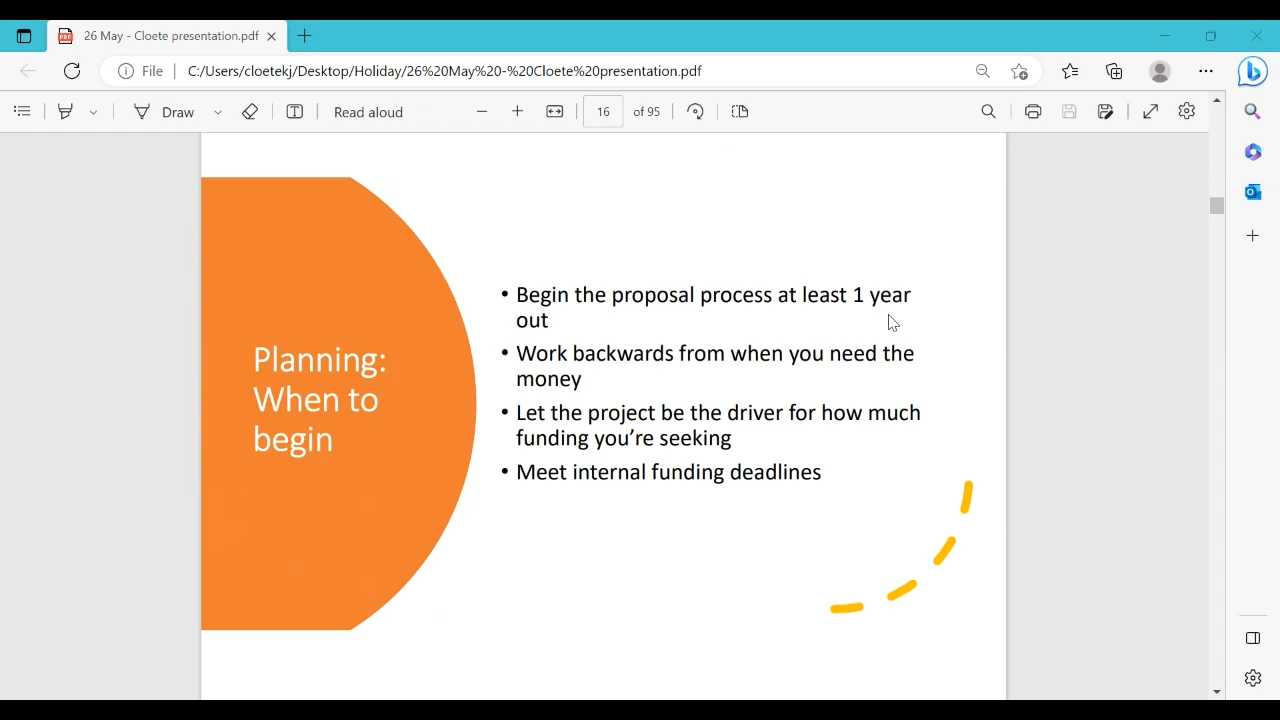 26 May - Cloete presentation.pdf
File
C:/Users/cloetekj/Desktop/Holiday/26%20May%20-%20Cloete%20presentation.pdf
Draw
Read aloud
16 of 95
Planning:
When to
begin
• Begin the proposal process at least 1 year
out
• Work backwards from when you need the
money
• Let the project be the driver for how much
funding you’re seeking
• Meet internal funding deadlines